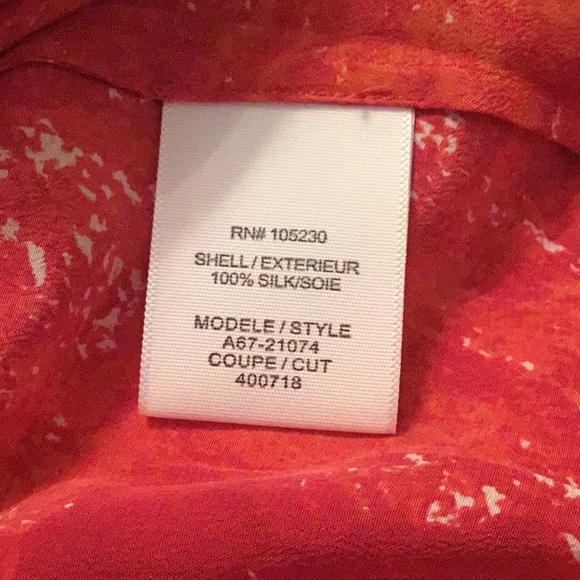 RN# 105230
SHELL/EXTERIEUR
100% SILK/SOIE
MODELE/STYLE
A67-21074
COUPE/CUT
400718